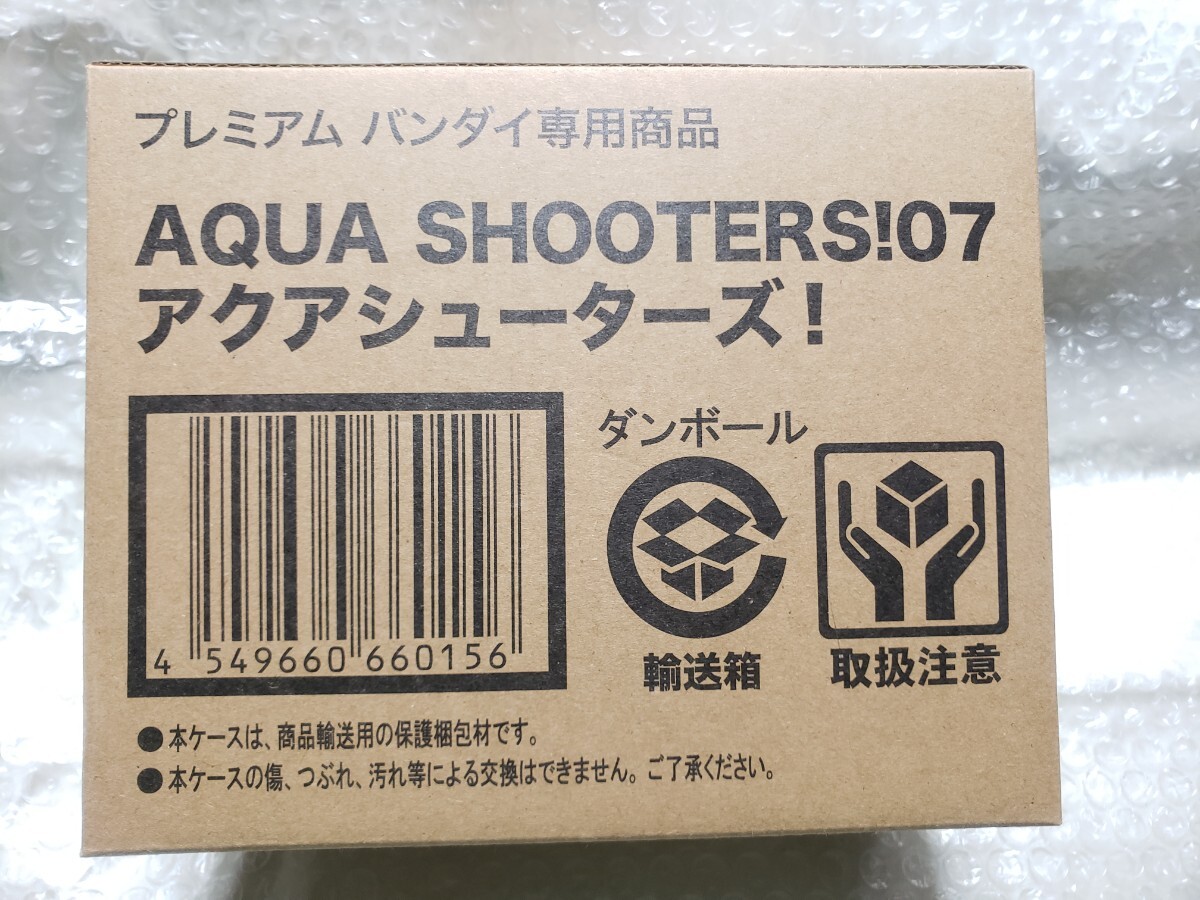 プレミアム バンダイ専用商品
AQUA SHOOTERS!07
アクアシューターズ!
4 549660 660156
ダンボール
輸送箱
取扱注意
●本ケースは、商品輸送用の保護梱包材です。
●本ケースの傷、つぶれ、汚れ等による交換はできません。ご了承ください。